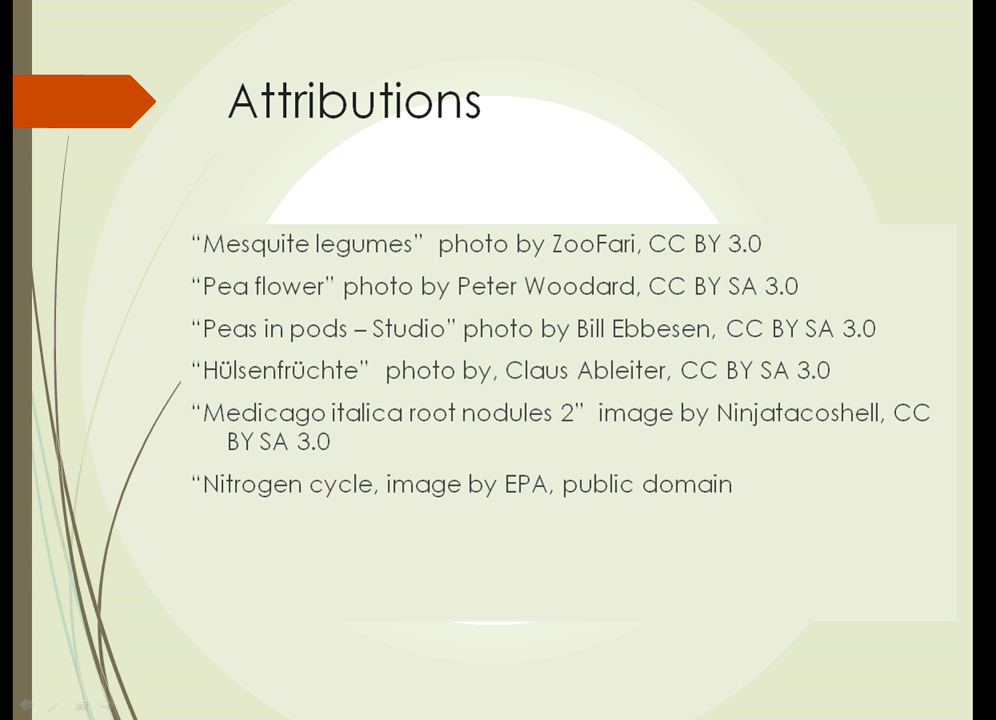 Attributions
“Mesquite legumes” photo by ZooFari, CC BY 3.0
“Pea flower” photo by Peter Woodard, CC BY SA 3.0
“Peas in pods – Studio” photo by Bill Ebbesen, CC BY SA 3.0
“Hülsenfrüchte” photo by, Claus Ableiter, CC BY SA 3.0
“Medicago italica root nodules 2” image by Ninjatacoshell, CC
BY SA 3.0
“Nitrogen cycle, image by EPA, public domain